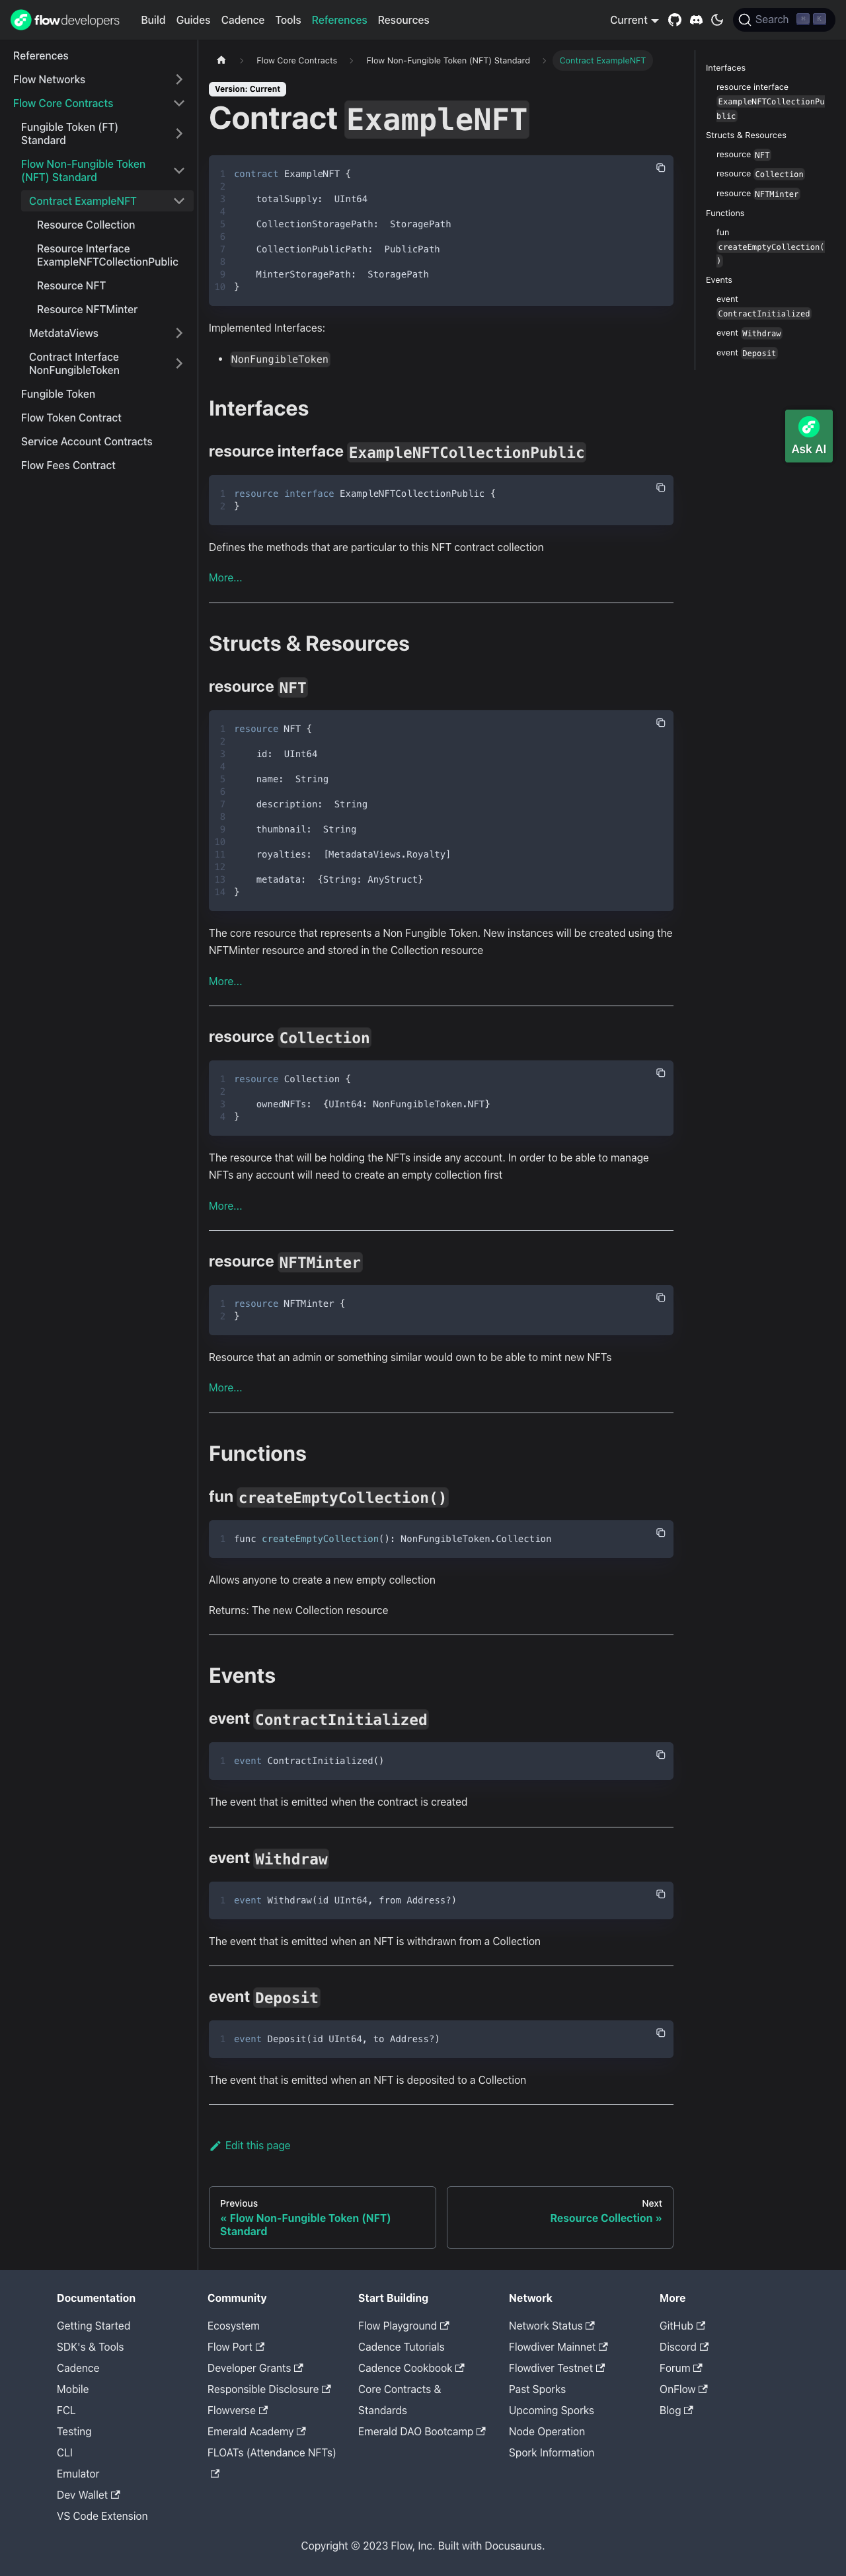 flowdevelopers Build Guides Cadence Tools References Resources Current Search ⌘ K
References
Flow Networks
Flow Core Contracts
Fungible Token (FT)
Standard
Flow Non-Fungible Token
(NFT) Standard
Contract ExampleNFT
Resource Collection
Resource Interface
ExampleNFTCollectionPublic
Resource NFT
Resource NFTMinter
MetdataViews
Contract Interface
NonFungibleToken
Fungible Token
Flow Token Contract
Service Account Contracts
Flow Fees Contract
Flow Core Contracts Flow Non-Fungible Token (NFT) Standard Contract ExampleNFT
Version: Current
Contract ExampleNFT
1 contract ExampleNFT {
2
3 totalSupply: UInt64
4
5 CollectionStoragePath: StoragePath
6
7 CollectionPublicPath: PublicPath
8
9 MinterStoragePath: StoragePath
10 }
Implemented Interfaces:
• NonFungibleToken
Interfaces
resource interface ExampleNFTCollectionPublic
1 resource interface ExampleNFTCollectionPublic {
2 }
Defines the methods that are particular to this NFT contract collection
More...
Structs & Resources
resource NFT
1 resource NFT {
2
3 id: UInt64
4
5 name: String
6
7 description: String
8
9 thumbnail: String
10
11 royalties: [MetadataViews.Royalty]
12
13 metadata: {String: AnyStruct}
14 }
The core resource that represents a Non Fungible Token. New instances will be created using the
NFTMinter resource and stored in the Collection resource
More...
resource Collection
1 resource Collection {
2
3 ownedNFTs: {UInt64: NonFungibleToken.NFT}
4 }
The resource that will be holding the NFTs inside any account. In order to be able to manage
NFTs any account will need to create an empty collection first
More...
resource NFTMinter
1 resource NFTMinter {
2 }
Resource that an admin or something similar would own to be able to mint new NFTs
More...
Functions
fun createEmptyCollection()
1 func createEmptyCollection(): NonFungibleToken.Collection
Allows anyone to create a new empty collection
Returns: The new Collection resource
Events
event ContractInitialized
1 event ContractInitialized()
The event that is emitted when the contract is created
event Withdraw
1 event Withdraw(id UInt64, from Address?)
The event that is emitted when an NFT is withdrawn from a Collection
event Deposit
1 event Deposit(id UInt64, to Address?)
The event that is emitted when an NFT is deposited to a Collection
Edit this page
Previous
« Flow Non-Fungible Token (NFT)
Standard
Next
Resource Collection »
Interfaces
resource interface
ExampleNFTCollectionPu
blic
Structs & Resources
resource NFT
resource Collection
resource NFTMinter
Functions
fun
createEmptyCollection(
)
Events
event
ContractInitialized
event Withdraw
event Deposit
Ask AI
Documentation
Getting Started
SDK's & Tools
Cadence
Mobile
FCL
Testing
CLI
Emulator
Dev Wallet
VS Code Extension
Community
Ecosystem
Flow Port
Developer Grants
Responsible Disclosure
Flowverse
Emerald Academy
FLOATs (Attendance NFTs)
Start Building
Flow Playground
Cadence Tutorials
Cadence Cookbook
Core Contracts &
Standards
Emerald DAO Bootcamp
Network
Network Status
Flowdiver Mainnet
Flowdiver Testnet
Past Sporks
Upcoming Sporks
Node Operation
Spork Information
More
GitHub
Discord
Forum
OnFlow
Blog
Copyright © 2023 Flow, Inc. Built with Docusaurus.